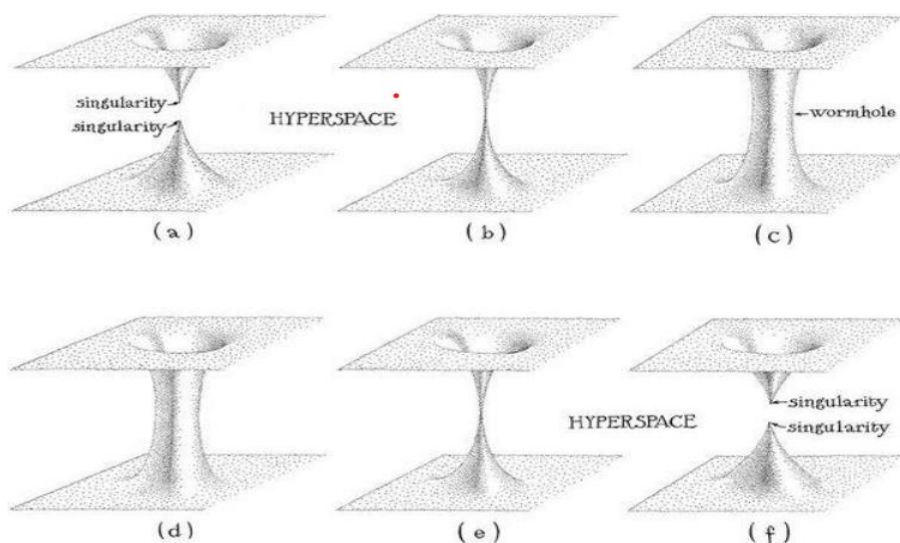 singularity
singularity
HYPERSPACE
wormhole
(a)
(b)
(c)
HYPERSPACE
singularity
singularity
(d)
(e)
(f)